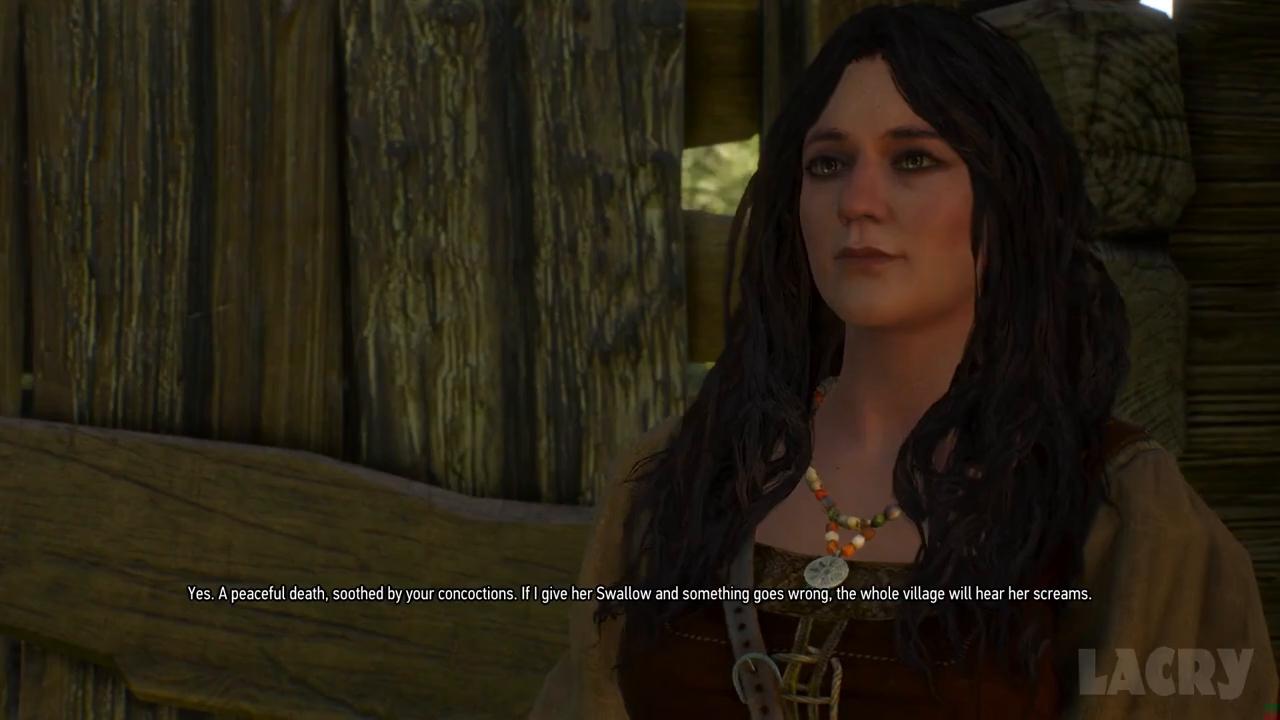 Yes. A peaceful death, soothed by your concoctions. If I give her Swallow and something goes wrong, the whole village will hear her screams.
LACRY